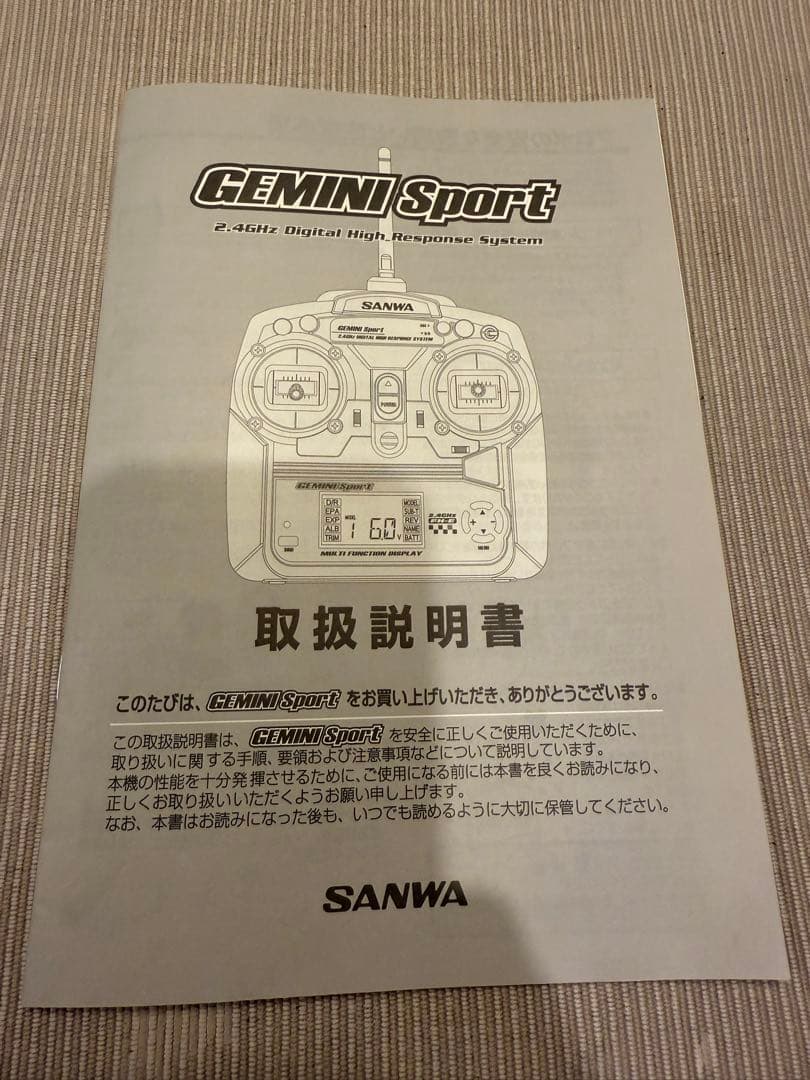 GEMINI Sport
2.4GHz Digital High Response System
SANWA
GEMINI Sport
2.4GHz DIGITAL HIGH RESPONSE SYSTEM
POWER
GEMINI Sport
D/R
EPA
EXP
ALB
TRIM
MODEL
1 6.0 V
MODEL
SUB-T
REV
NAME
BATT
2.4GHz
MULTI FUNCTION DISPLAY
取扱説明書
このたびは、GEMINI Sport をお買い上げいただき、ありがとうございます。
この取扱説明書は、GEMINI Sport を安全に正しくご使用いただくために、
取り扱いに関する手順、要領および注意事項などについて説明しています。
本機の性能を十分発揮させるために、ご使用になる前には本書を良くお読みになり、
正しくお取り扱いいただくようお願い申し上げます。
なお、本書はお読みになった後も、いつでも読めるように大切に保管してください。
SANWA